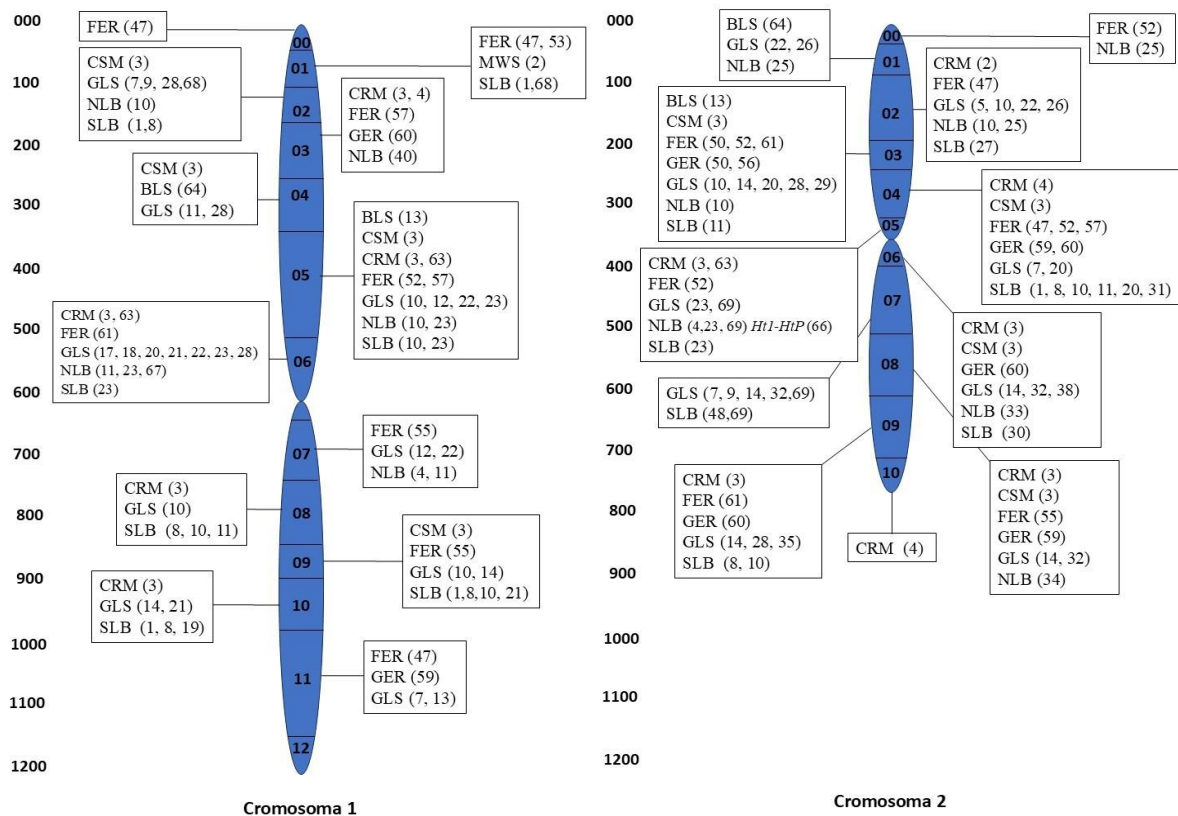 000
100
200
300
400
500
600
700
800
900
1000
1100
1200
FER (47)
CSM (3)
GLS (7,9, 28,68)
NLB (10)
SLB (1,8)
CSM (3)
BLS (64)
GLS (11, 28)
CRM (3, 63)
FER (61)
GLS (17, 18, 20, 21, 22, 23, 28)
NLB (11, 23, 67)
SLB (23)
CRM (3)
GLS (10)
SLB (8, 10, 11)
CRM (3)
GLS (14, 21)
SLB (1, 8, 19)
00
01
02
03
04
05
06
07
08
09
10
11
12
FER (47, 53)
MWS (2)
SLB (1,68)
CRM (3, 4)
FER (57)
GER (60)
NLB (40)
BLS (13)
CSM (3)
CRM (3, 63)
FER (52, 57)
GLS (10, 12, 22, 23)
NLB (10, 23)
SLB (10, 23)
FER (55)
GLS (12, 22)
NLB (4, 11)
CSM (3)
FER (55)
GLS (10, 14)
SLB (1,8,10, 21)
FER (47)
GER (59)
GLS (7, 13)
Cromosoma 1
000
100
200
300
400
500
600
700
800
900
1000
1100
1200
BLS (64)
GLS (22, 26)
NLB (25)
BLS (13)
CSM (3)
FER (50, 52, 61)
GER (50, 56)
GLS (10, 14, 20, 28, 29)
NLB (10)
SLB (11)
CRM (3, 63)
FER (52)
GLS (23, 69)
NLB (4,23, 69) Ht1-HtP (66)
SLB (23)
GLS (7, 9, 14, 32,69)
SLB (48,69)
CRM (3)
FER (61)
GER (60)
GLS (14, 28, 35)
SLB (8, 10)
00
01
02
03
04
05
06
07
08
09
10
FER (52)
NLB (25)
CRM (2)
FER (47)
GLS (5, 10, 22, 26)
NLB (10, 25)
SLB (27)
CRM (4)
CSM (3)
FER (47, 52, 57)
GER (59, 60)
GLS (7, 20)
SLB (1, 8, 10, 11, 20, 31)
CRM (3)
CSM (3)
GER (60)
GLS (14, 32, 38)
NLB (33)
SLB (30)
CRM (3)
CSM (3)
FER (55)
GER (59)
GLS (14, 32)
NLB (34)
CRM (4)
Cromosoma 2